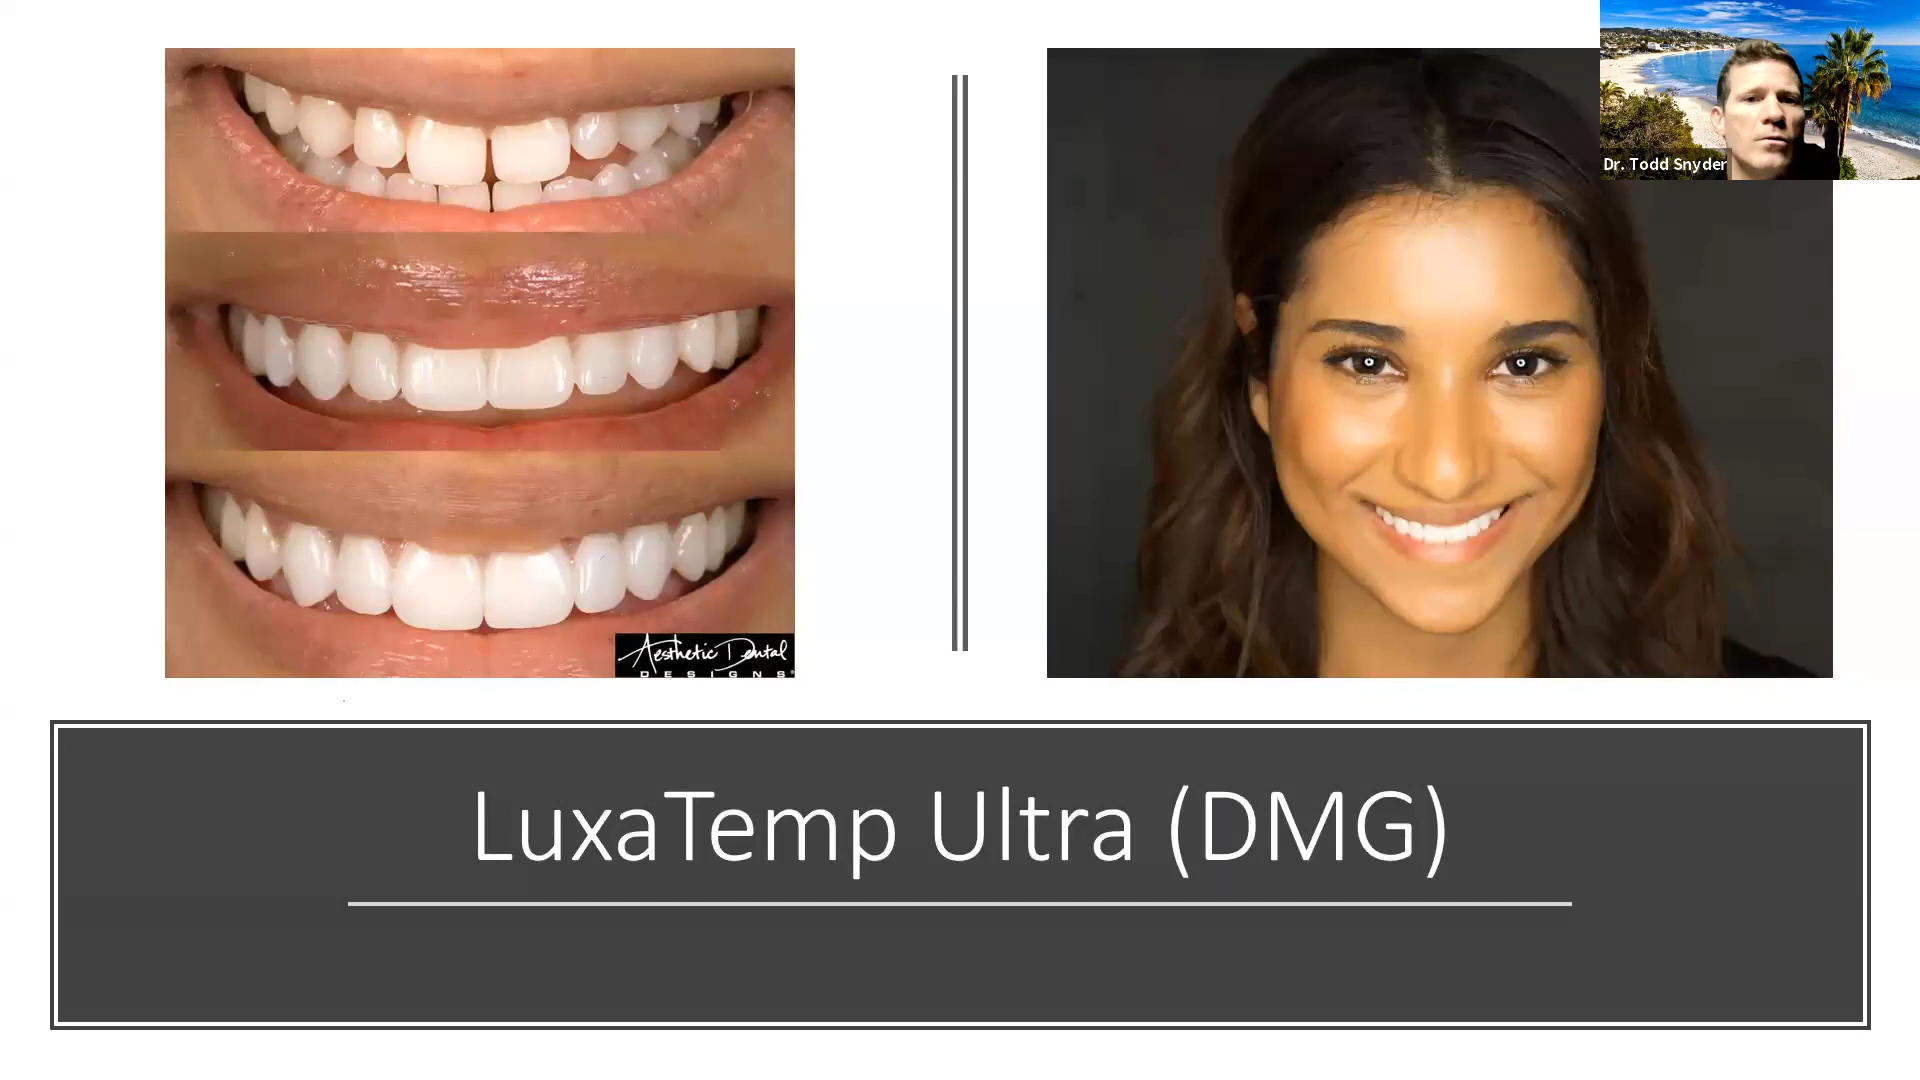 Dr. Todd Snyder
Aesthetic Dental
DESIGNS
LuxaTemp Ultra (DMG)